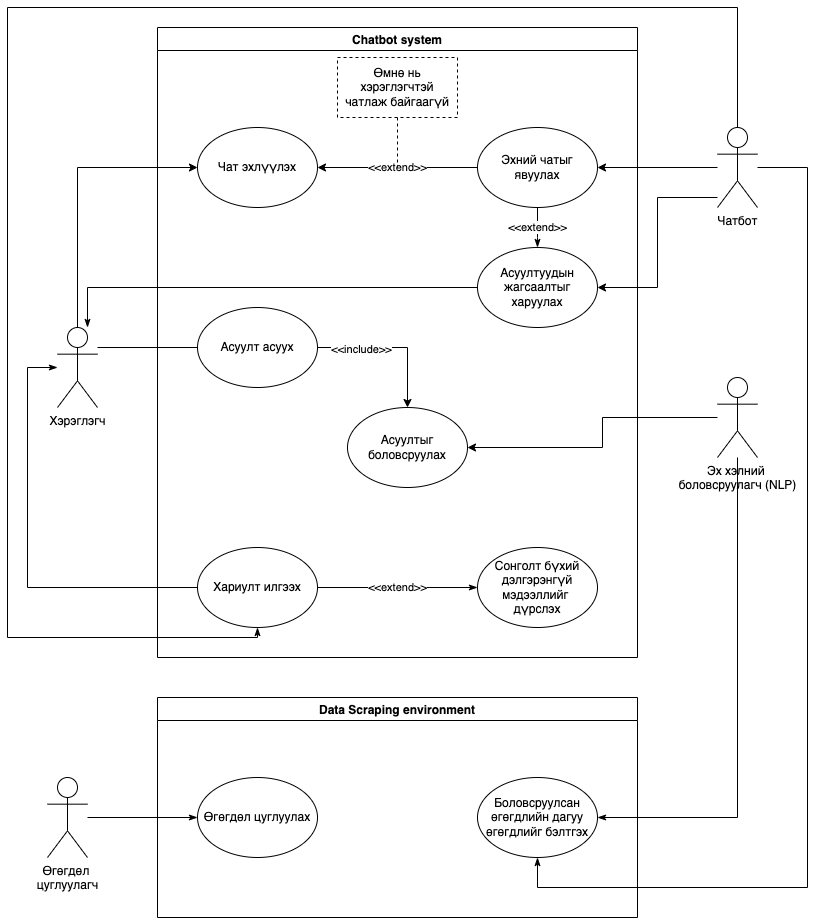 Chatbot system
Өмнө нь
хэрэглэгчтэй
чатлаж байгаагүй
Чат эхлүүлэх
<<extend>>
Эхний чатыг
явуулах
Чатбот
<<extend>>
Асуултуудын
жагсаалтыг
харуулах
Хэрэглэгч
Асуулт асуух
<<include>>
Асуултыг
боловсруулах
Эх хэлний
боловсруулагч (NLP)
Хариулт илгээх
<<extend>>
Сонголт бүхий
дэлгэрэнгүй
мэдээллийг
дүрслэх
Data Scraping environment
Өгөгдөл цуглуулах
Боловсруулсан
өгөгдлийн дагуу
өгөгдлийг бэлтгэх
Өгөгдөл
цуглуулагч